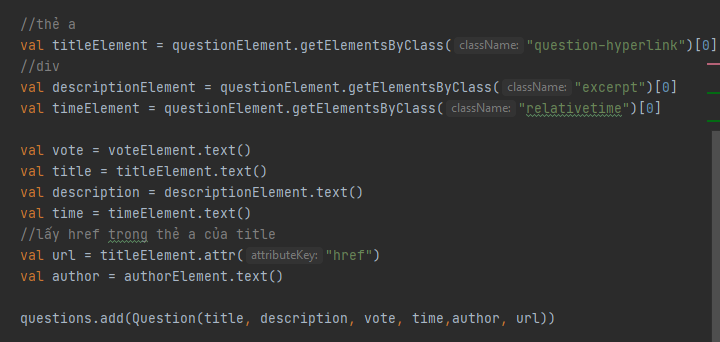 //thẻ a
val titleElement = questionElement.getElementsByClass( className: "question-hyperlink")[0]
//div
val descriptionElement = questionElement.getElementsByClass( className: "excerpt")[0]
val timeElement = questionElement.getElementsByClass( className: "relativetime")[0]
val vote = voteElement.text()
val title = titleElement.text()
val description = descriptionElement.text()
val time = timeElement.text()
//lấy href trong thẻ a của title
val url = titleElement.attr( attributeKey: "href")
val author = authorElement.text()
questions.add(Question(title, description, vote, time,author, url))